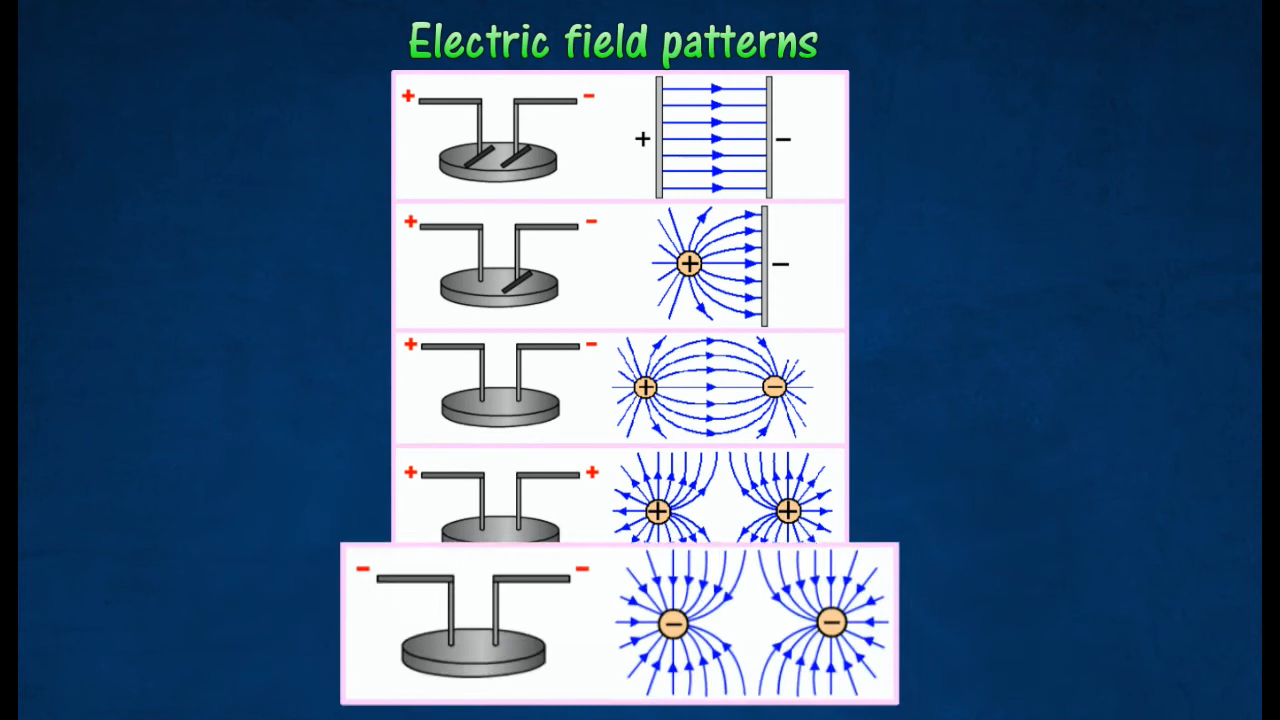 Electric field patterns
+ - + -
+ - + -
+ - + -
+ + + +
- - - -